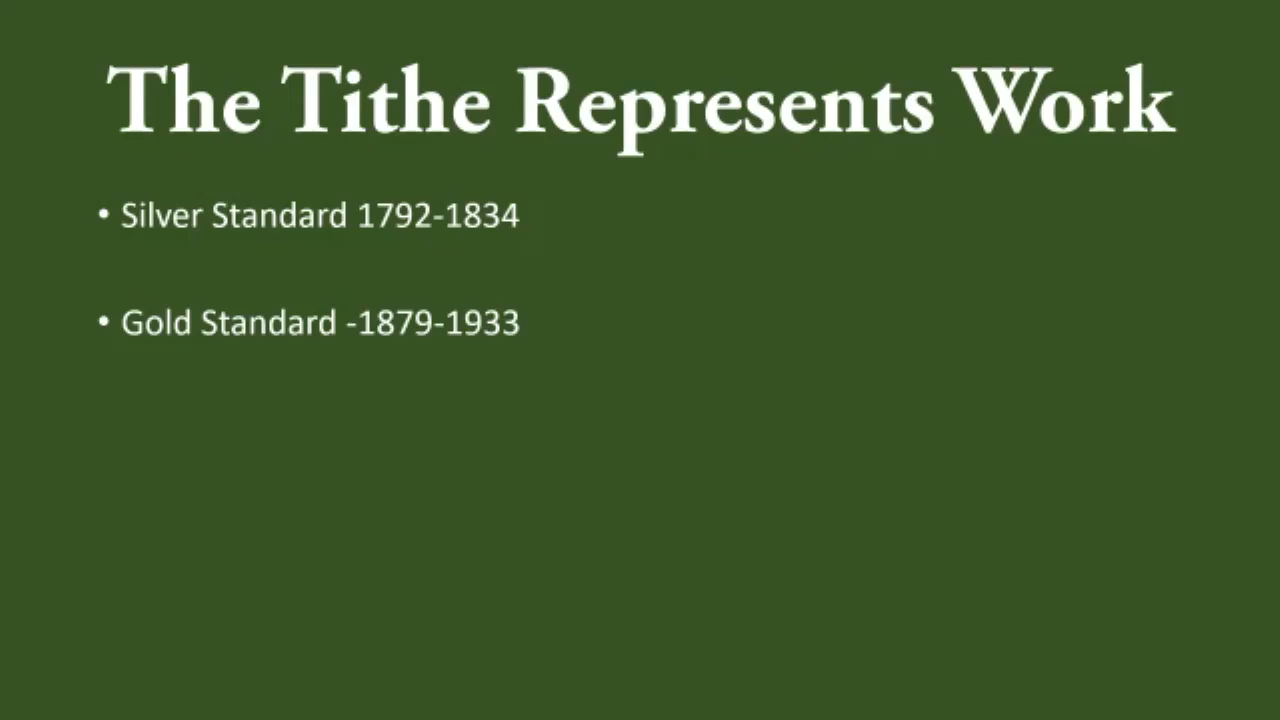 The Tithe Represents Work
• Silver Standard 1792-1834
• Gold Standard -1879-1933